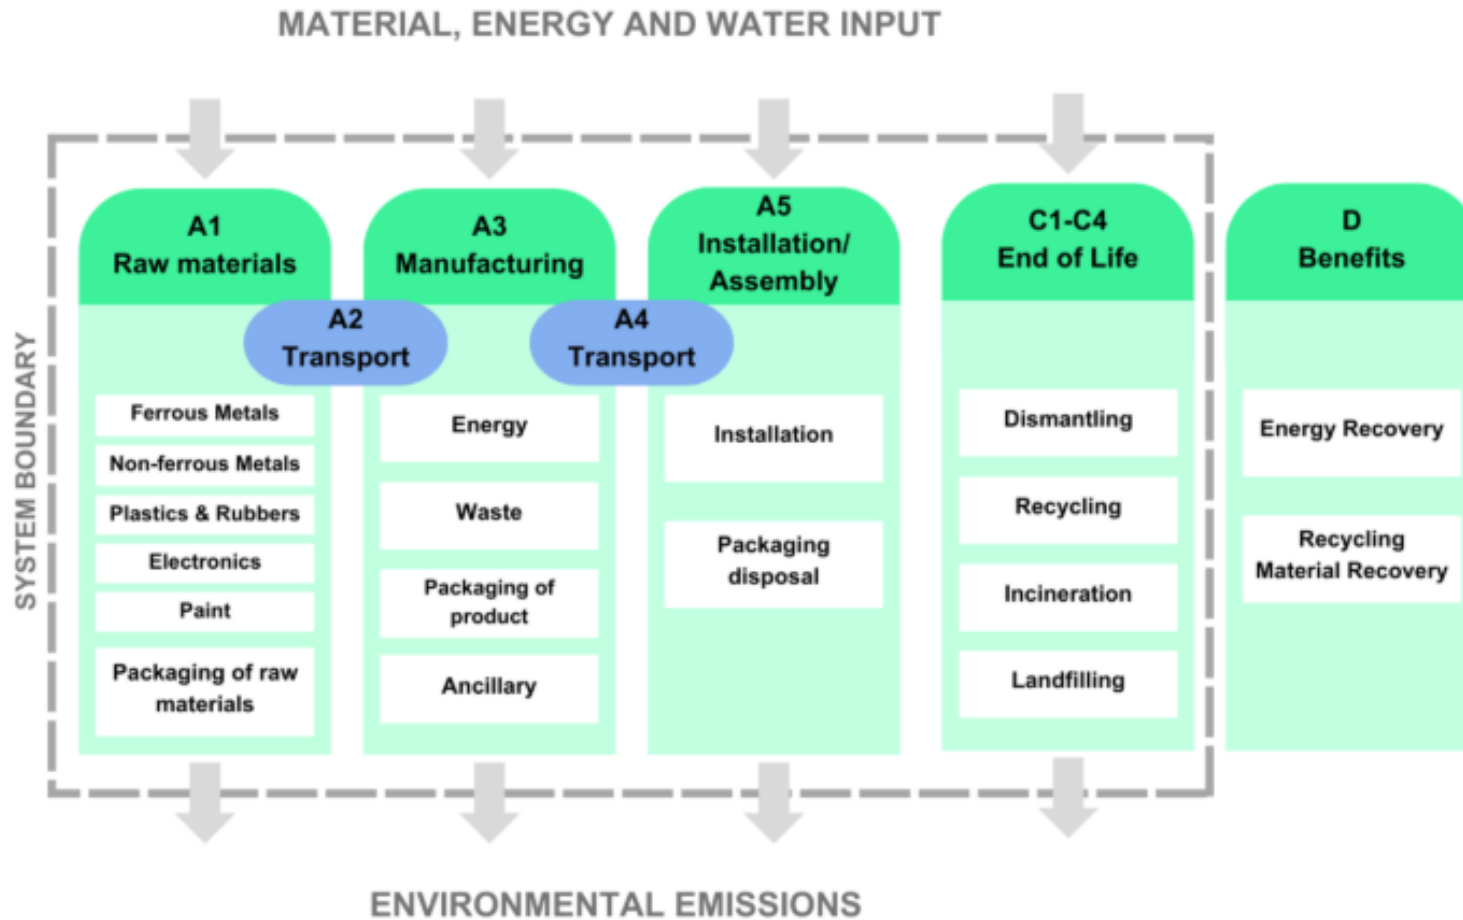 MATERIAL, ENERGY AND WATER INPUT
SYSTEM BOUNDARY
A1
Raw materials
A2
Transport
Ferrous Metals
Non-ferrous Metals
Plastics & Rubbers
Electronics
Paint
Packaging of raw
materials
A3
Manufacturing
A4
Transport
Energy
Waste
Packaging of
product
Ancillary
A5
Installation/
Assembly
Installation
Packaging
disposal
C1-C4
End of Life
Dismantling
Recycling
Incineration
Landfilling
D
Benefits
Energy Recovery
Recycling
Material Recovery
ENVIRONMENTAL EMISSIONS